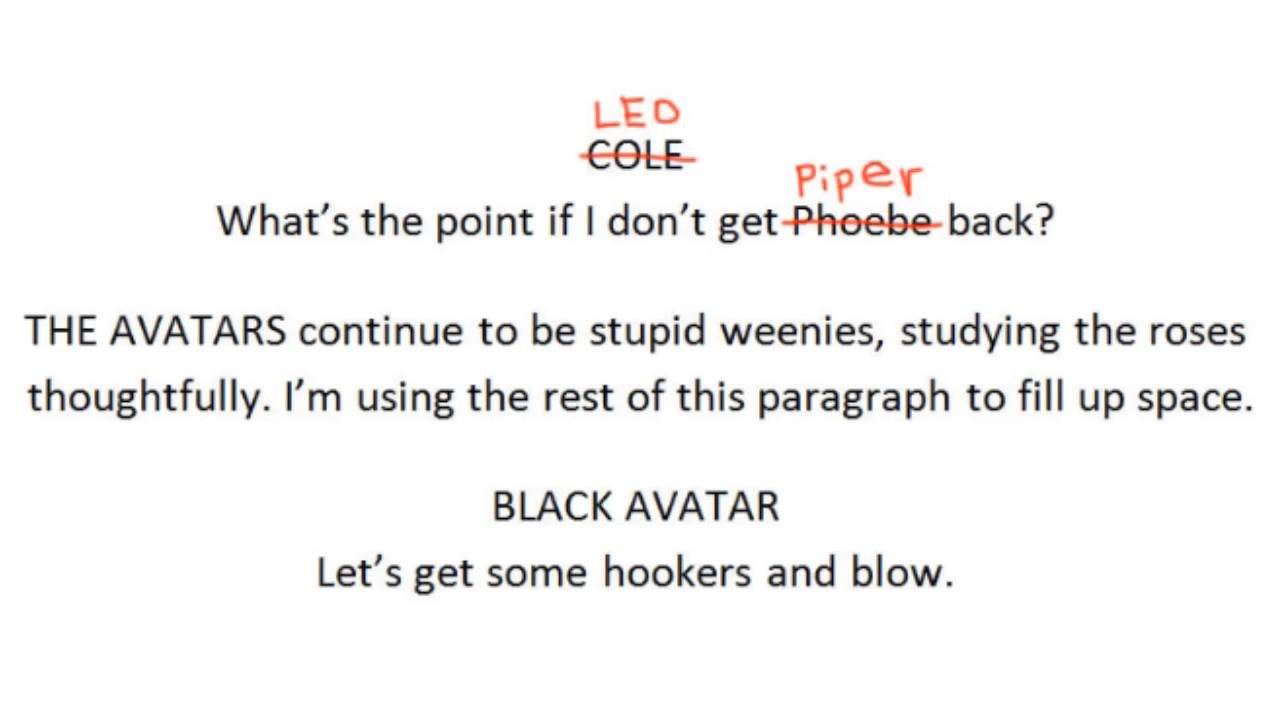 LEO
COLE
Piper
What's the point if I don't get Phoebe back?
THE AVATARS continue to be stupid weenies, studying the roses
thoughtfully. I'm using the rest of this paragraph to fill up space.
BLACK AVATAR
Let's get some hookers and blow.